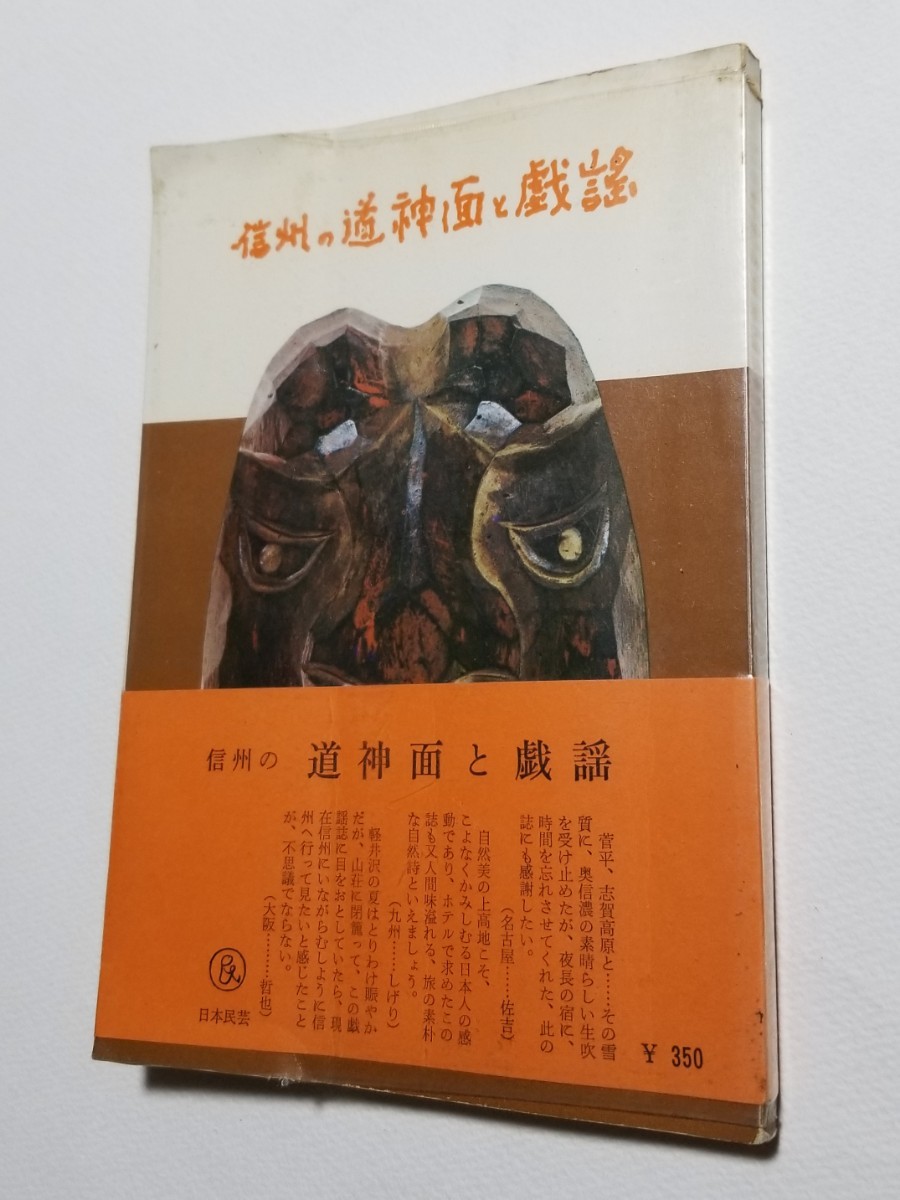 信州の道神面と戯謡
信州の 道神面と戯謡
菅平、志賀高原と……その雪
質に、奥信濃の素晴らしい生吹
を受け止めたが、夜長の宿に、
時間を忘れさせてくれた、此の
誌にも感謝したい。
(名古屋……佐吉)
自然美の上高地こそ、
こよなくかみしむる日本人の感
動であり、ホテルで求めたこの
誌も又人間味溢れる、旅の素朴
な自然詩といえましょう。
(九州……しげり)
軽井沢の夏はとりわけ賑やか
だが、山荘に閉籠って、この戯
謡誌に目をおとしていたら、現
在信州にいながらむしように信
州へ行って見たいと感じたこと
が、不思議でならない。
(大阪………哲也)
日本民芸
¥ 350